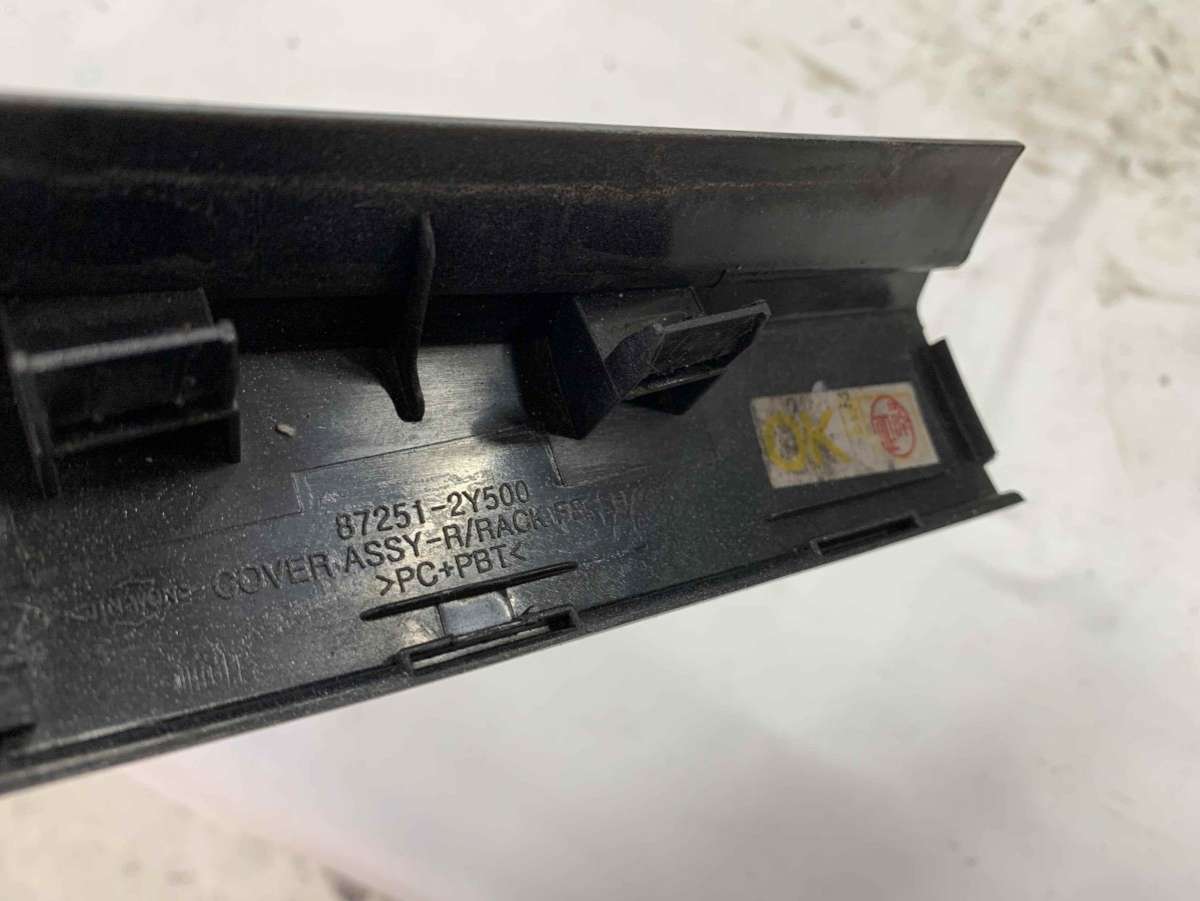 87251-2Y500
COVER ASSY-R/RACK
>PC+PBT<
OK